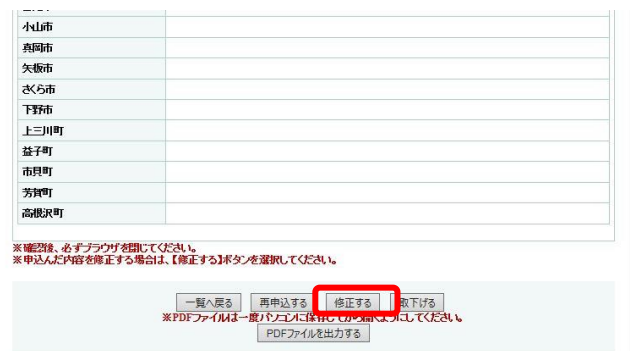 小山市
真岡市
矢板市
さくら市
下野市
上三川町
益子町
市貝町
芳賀町
高根沢町
※確認後、必ずブラウザを閉じてください。
※申込んだ内容を修正する場合は、【修正する】ボタンを選択してください。
一覧へ戻る 再申込する 修正する 取下げる
※PDFファイルは一度パソコンに保存してから開くようにしてください。
PDFファイルを出力する